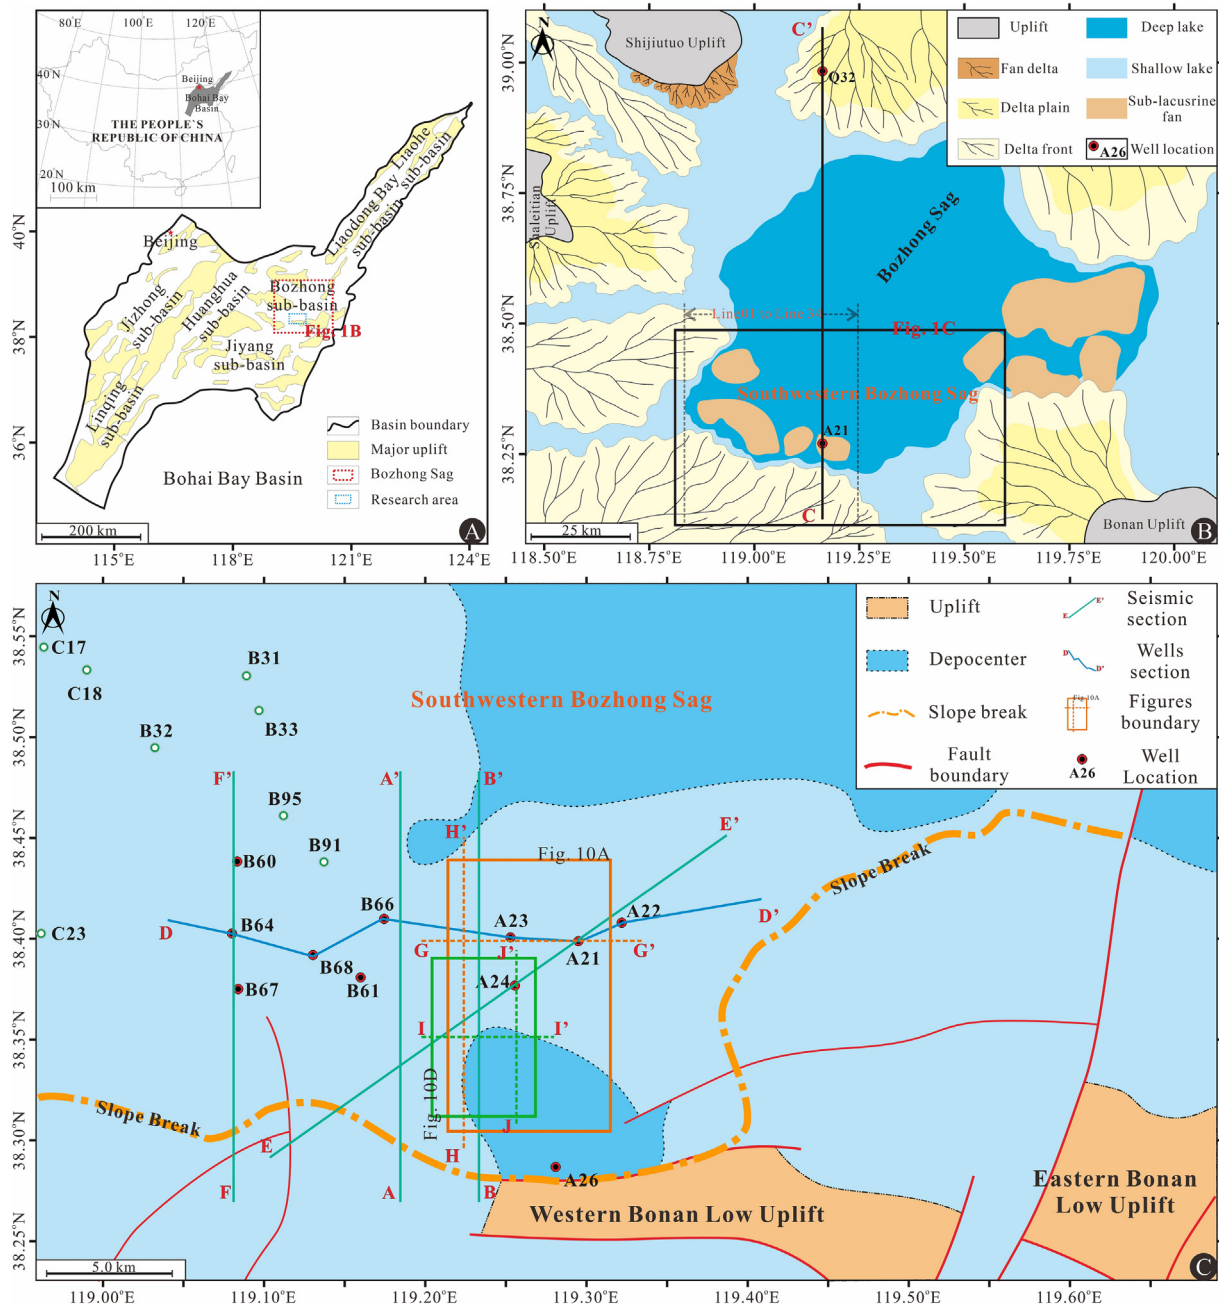 80°E
100°E
120°E
40°N
30°N
20°N
Beijing
Bohai Bay
Basin
THE PEOPLE`S
REPUBLIC OF CHINA
100 km
Liaohe
sub-basin
Liaodong Bay
sub-basin
Beijing
Jizhong
sub-basin
Huanghua
sub-basin
Bozhong
sub-basin
Fig. 1B
Jiyang
sub-basin
Linqing
sub-basin
Bohai Bay Basin
Basin boundary
Major uplift
Bozhong Sag
Research area
200 km
A
40°N
38°N
36°N
115°E
118°E
121°E
124°E
N
Shijiutuo Uplift
C'
Q32
Shaleitian
Uplift
Bozhong Sag
Line01 to Line 35
Fig. 1C
Southwestern Bozhong Sag
A21
C
Bonan Uplift
25 km
B
Uplift
Deep lake
Fan delta
Shallow lake
Delta plain
Sub-lacusrine
fan
Delta front
A26
Well location
39.00°N
38.75°N
38.50°N
38.25°N
118.50°E
118.75°E
119.00°E
119.25°E
119.50°E
119.75°E
120.00°E
N
C17
C18
B31
B33
B32
Southwestern Bozhong Sag
F'
A'
B'
B95
B91
H'
E'
Fig. 10A
B60
B66
A23
A22
D'
D
B64
C23
G
J'
G'
A21
B68
B61
A24
B67
I
I'
Fig. 10D
Slope Break
Slope Break
E
J
H
F
A
B
A26
Western Bonan Low Uplift
Eastern Bonan
Low Uplift
Uplift
E
E'
Seismic
section
Depocenter
D
D'
Wells
section
Slope break
Fig.10A
Figures
boundary
Fault
boundary
A26
Well
Location
5.0 km
C
38.55°N
38.50°N
38.45°N
38.40°N
38.35°N
38.30°N
38.25°N
119.00°E
119.10°E
119.20°E
119.30°E
119.40°E
119.50°E
119.60°E